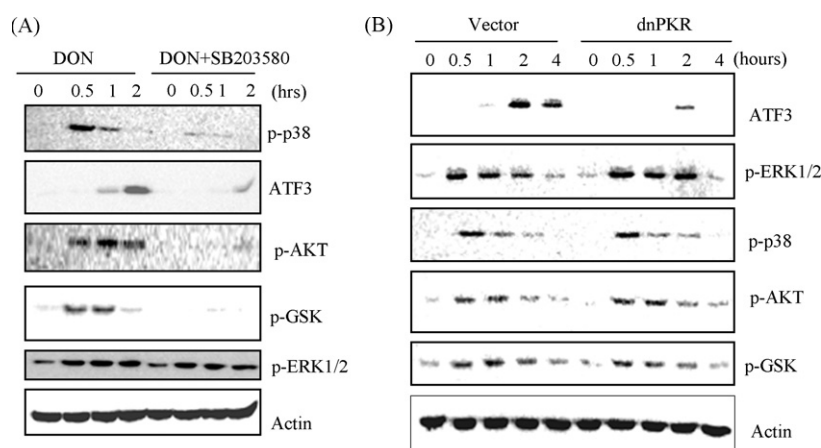 (A)
DON DON+SB203580
0 0.5 1 2 0 0.5 1 2 (hrs)
p-p38
ATF3
p-AKT
p-GSK
p-ERK1/2
Actin
(B)
Vector dnPKR
0 0.5 1 2 4 0 0.5 1 2 4 (hours)
ATF3
p-ERK1/2
p-p38
p-AKT
p-GSK
Actin